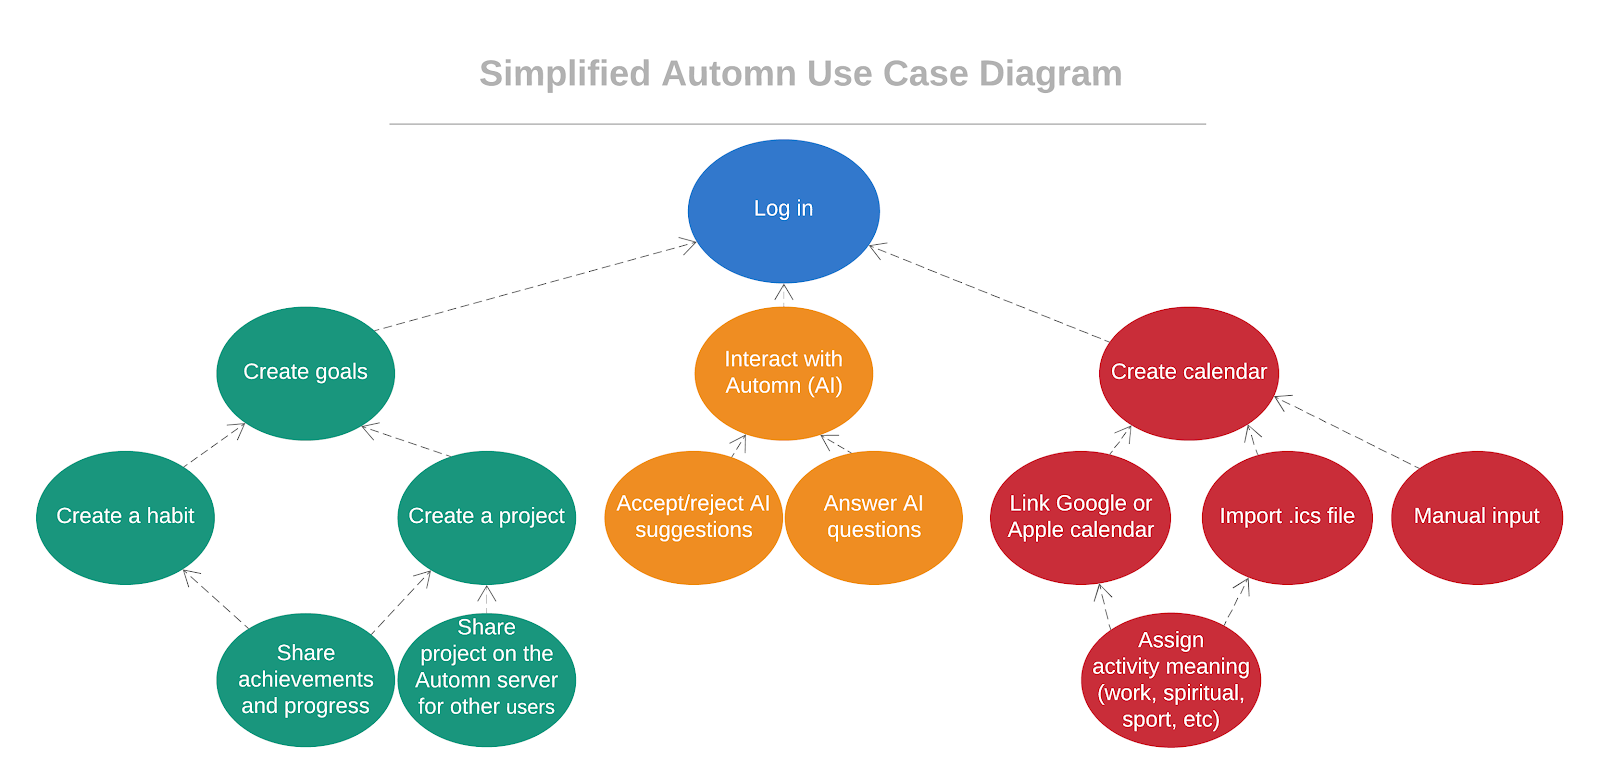 Simplified Automn Use Case Diagram
Log in
Create goals
Interact with
Automn (AI)
Create calendar
Create a habit
Create a project
Accept/reject AI
suggestions
Answer AI
questions
Link Google or
Apple calendar
Import .ics file
Manual input
Share
achievements
and progress
Share
project on the
Automn server
for other users
Assign
activity meaning
(work, spiritual,
sport, etc)